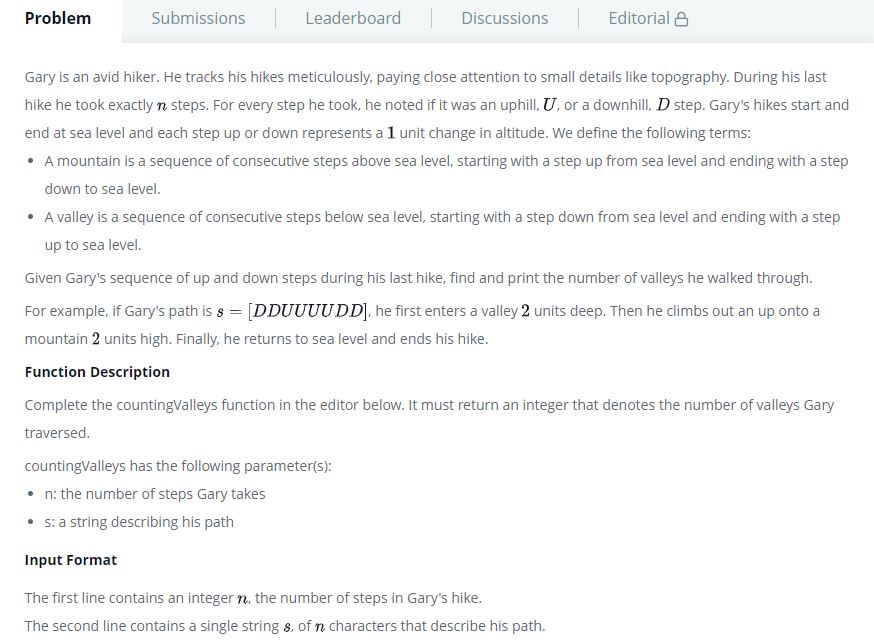 Problem Submissions Leaderboard Discussions Editorial
Gary is an avid hiker. He tracks his hikes meticulously, paying close attention to small details like topography. During his last
hike he took exactly n steps. For every step he took, he noted if it was an uphill, U, or a downhill, D step. Gary's hikes start and
end at sea level and each step up or down represents a 1 unit change in altitude. We define the following terms:
• A mountain is a sequence of consecutive steps above sea level, starting with a step up from sea level and ending with a step
down to sea level.
• A valley is a sequence of consecutive steps below sea level, starting with a step down from sea level and ending with a step
up to sea level.
Given Gary's sequence of up and down steps during his last hike, find and print the number of valleys he walked through.
For example, if Gary's path is s = [DDUUUUDD], he first enters a valley 2 units deep. Then he climbs out an up onto a
mountain 2 units high. Finally, he returns to sea level and ends his hike.
Function Description
Complete the countingValleys function in the editor below. It must return an integer that denotes the number of valleys Gary
traversed.
countingValleys has the following parameter(s):
• n: the number of steps Gary takes
• s: a string describing his path
Input Format
The first line contains an integer n, the number of steps in Gary's hike.
The second line contains a single string s, of n characters that describe his path.